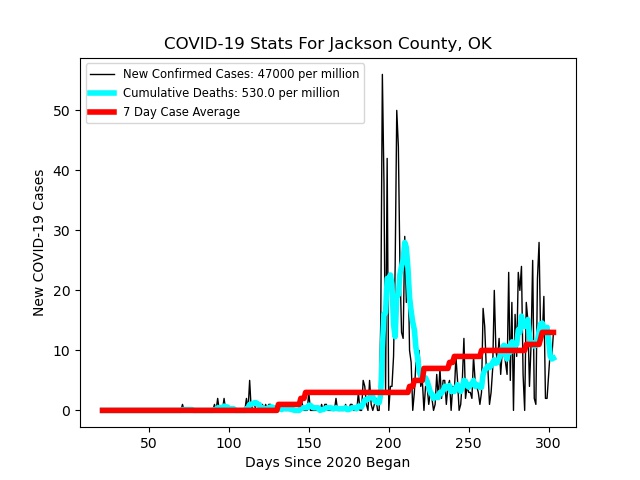 COVID-19 Stats For Jackson County, OK
New Confirmed Cases: 47000 per million
Cumulative Deaths: 530.0 per million
7 Day Case Average
New COVID-19 Cases
50
40
30
20
10
0
50 100 150 200 250 300
Days Since 2020 Began